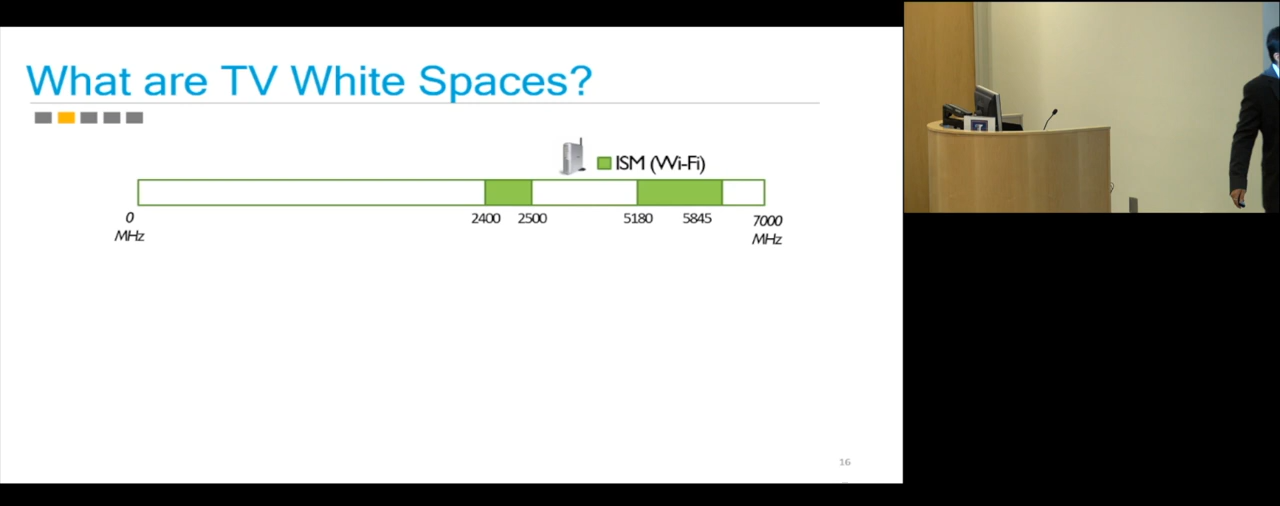 What are TV White Spaces?
ISM (Wi-Fi)
0
MHz
2400
2500
5180
5845
7000
MHz
16